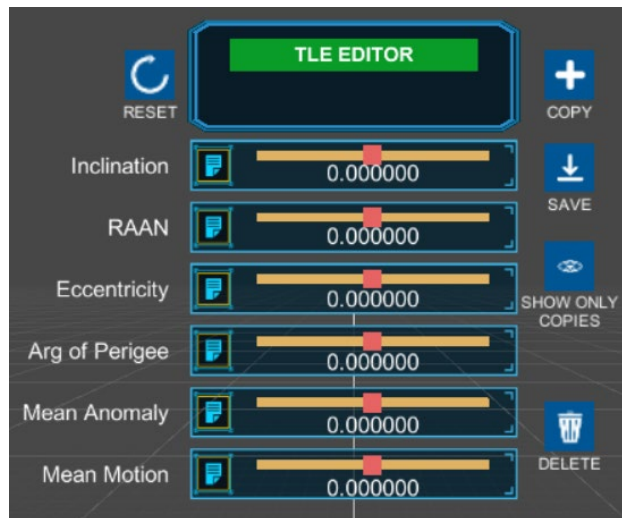 TLE EDITOR
RESET
COPY
Inclination
0.000000
SAVE
RAAN
0.000000
Eccentricity
0.000000
SHOW ONLY
COPIES
Arg of Perigee
0.000000
Mean Anomaly
0.000000
DELETE
Mean Motion
0.000000